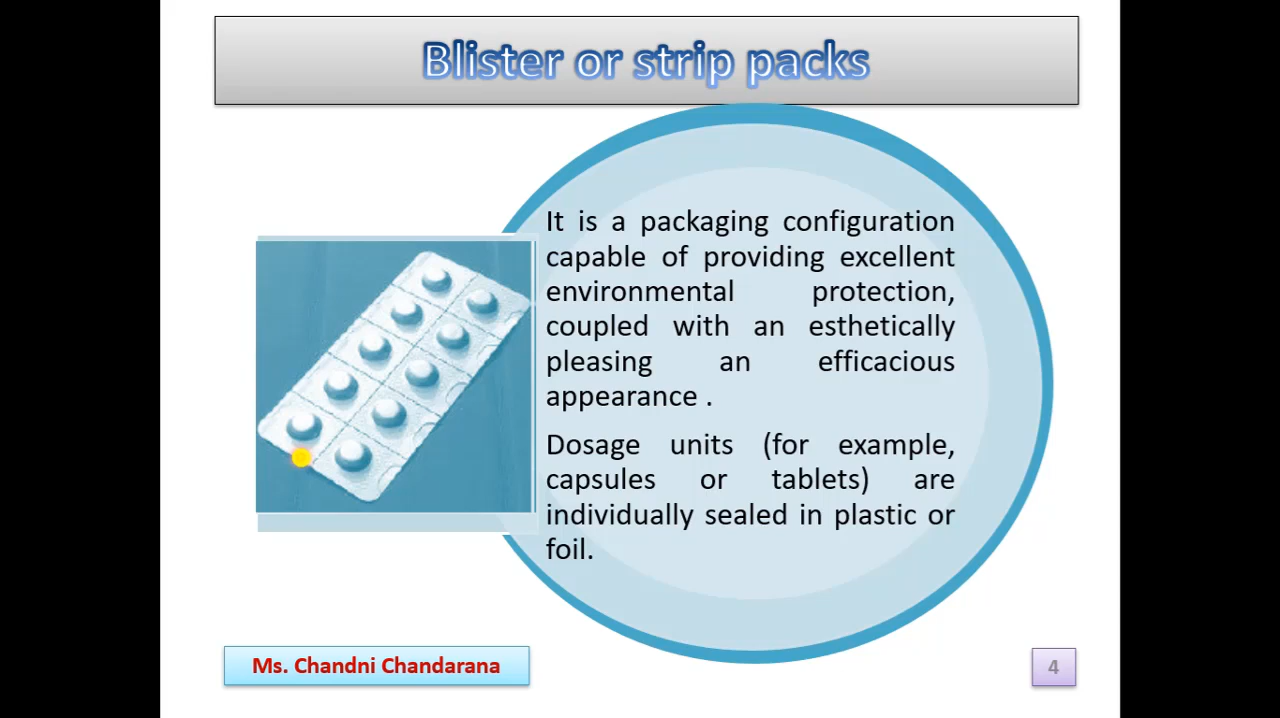 Blister or strip packs
It is a packaging configuration
capable of providing excellent
environmental protection,
coupled with an esthetically
pleasing an efficacious
appearance .
Dosage units (for example,
capsules or tablets) are
individually sealed in plastic or
foil.
Ms. Chandni Chandarana
4